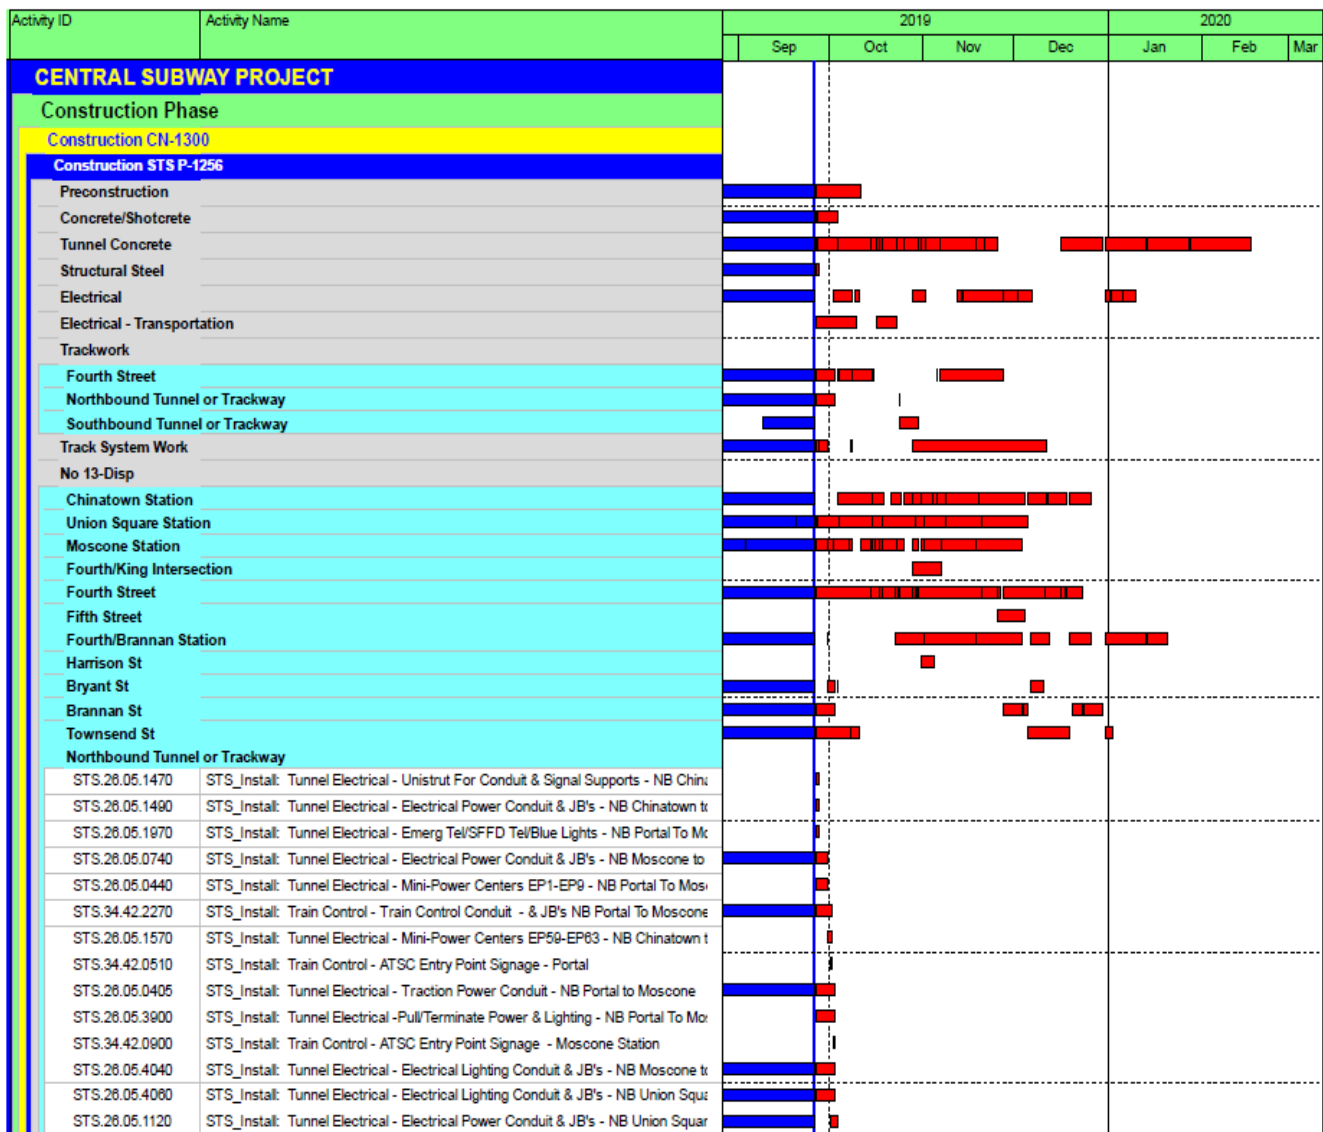 Activity ID Activity Name 2019 2020
Sep Oct Nov Dec Jan Feb Mar
CENTRAL SUBWAY PROJECT
Construction Phase
Construction CN-1300
Construction STS P-1256
Preconstruction
Concrete/Shotcrete
Tunnel Concrete
Structural Steel
Electrical
Electrical - Transportation
Trackwork
Fourth Street
Northbound Tunnel or Trackway
Southbound Tunnel or Trackway
Track System Work
No 13-Disp
Chinatown Station
Union Square Station
Moscone Station
Fourth/King Intersection
Fourth Street
Fifth Street
Fourth/Brannan Station
Harrison St
Bryant St
Brannan St
Townsend St
Northbound Tunnel or Trackway
STS.26.05.1470 STS_Install: Tunnel Electrical - Unistrut For Conduit & Signal Supports - NB China
STS.26.05.1490 STS_Install: Tunnel Electrical - Electrical Power Conduit & JB's - NB Chinatown to
STS.26.05.1970 STS_Install: Tunnel Electrical - Emerg Tel/SFFD Tel/Blue Lights - NB Portal To Mo
STS.26.05.0740 STS_Install: Tunnel Electrical - Electrical Power Conduit & JB's - NB Moscone to
STS.26.05.0440 STS_Install: Tunnel Electrical - Mini-Power Centers EP1-EP9 - NB Portal To Mos
STS.34.42.2270 STS_Install: Train Control - Train Control Conduit - & JB's NB Portal To Moscone
STS.26.05.1570 STS_Install: Tunnel Electrical - Mini-Power Centers EP59-EP63 - NB Chinatown t
STS.34.42.0510 STS_Install: Train Control - ATSC Entry Point Signage - Portal
STS.26.05.0405 STS_Install: Tunnel Electrical - Traction Power Conduit - NB Portal to Moscone
STS.26.05.3900 STS_Install: Tunnel Electrical -Pull/Terminate Power & Lighting - NB Portal To Mo
STS.34.42.0900 STS_Install: Train Control - ATSC Entry Point Signage - Moscone Station
STS.26.05.4040 STS_Install: Tunnel Electrical - Electrical Lighting Conduit & JB's - NB Moscone to
STS.26.05.4060 STS_Install: Tunnel Electrical - Electrical Lighting Conduit & JB's - NB Union Squa
STS.26.05.1120 STS_Install: Tunnel Electrical - Electrical Power Conduit & JB's - NB Union Squar